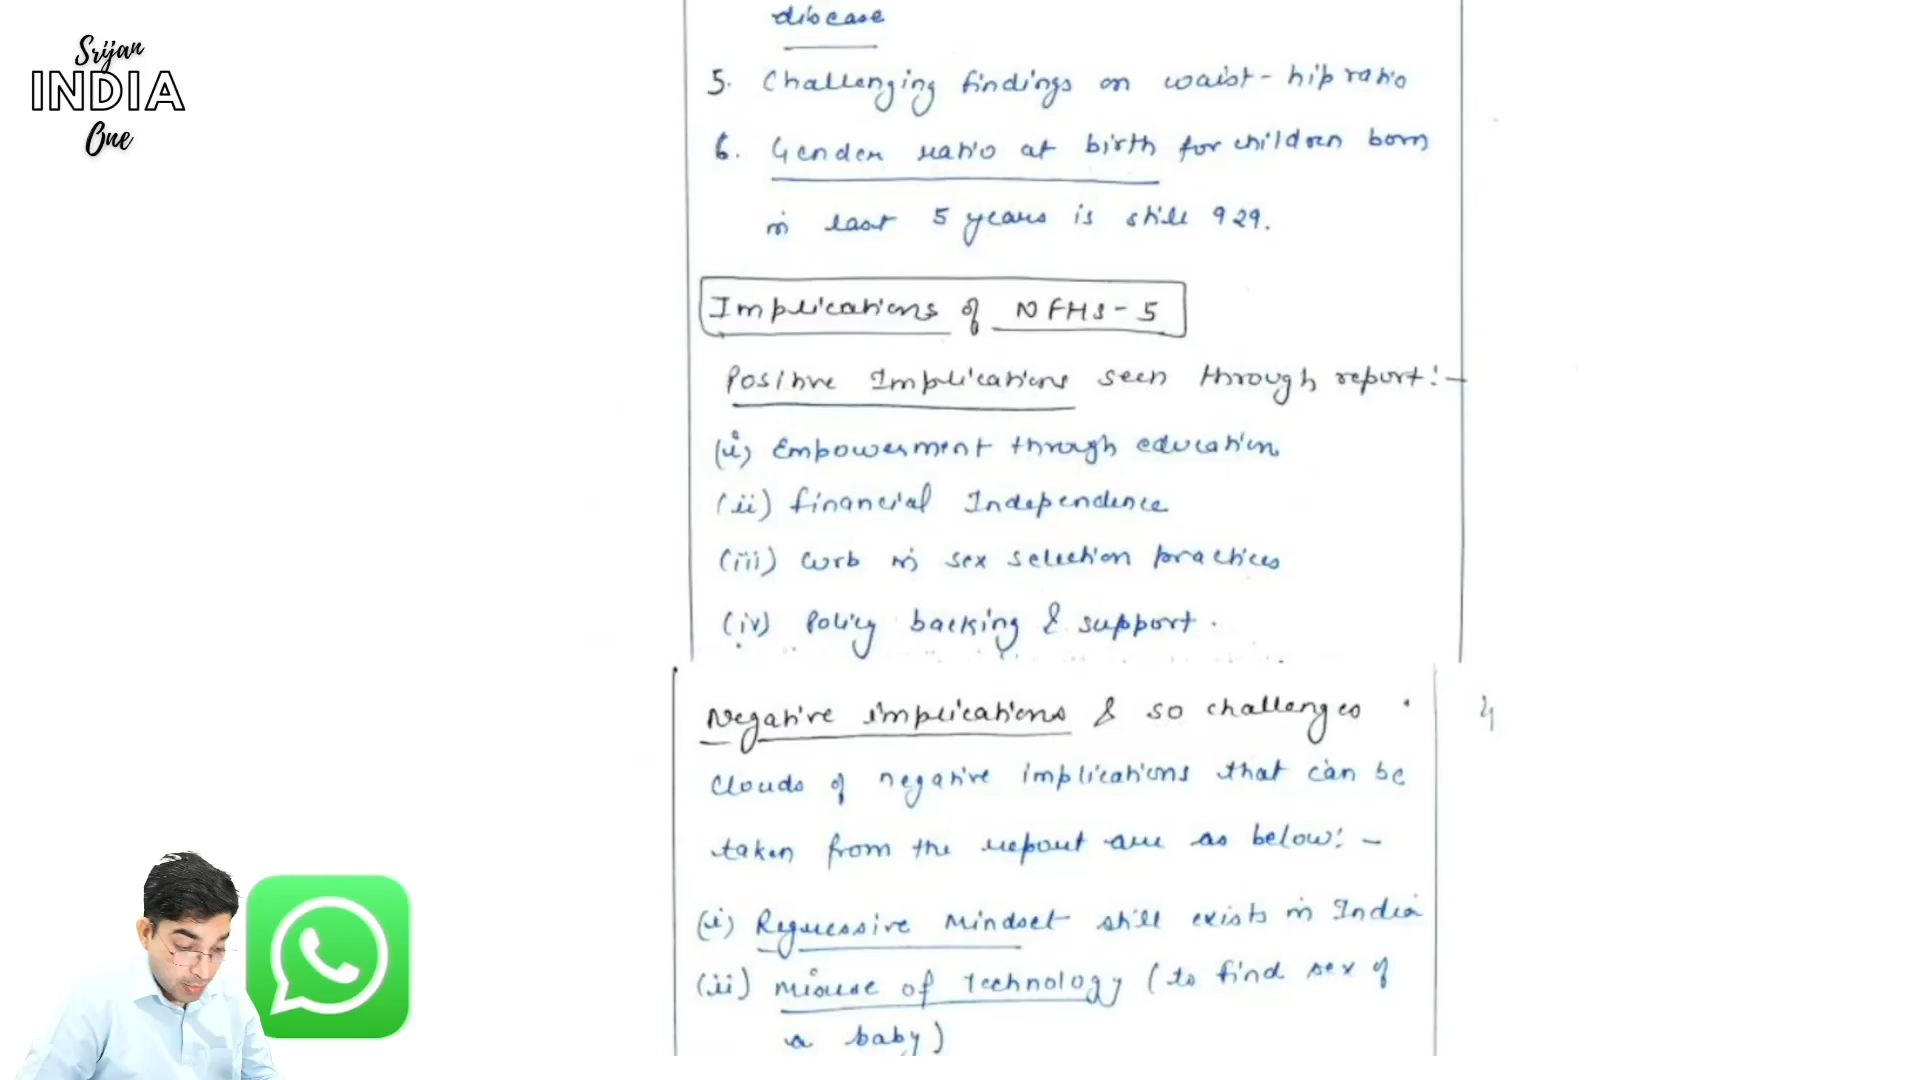 Srijan
INDIA
One
disease
5. Challenging findings on waist-hip ratio
6. Gender ratio at birth for children born
in last 5 years is still 929.
Implications of NFHS-5
Positive Implications seen through report:-
(i) Empowerment through education
(ii) financial Independence
(iii) curb in sex selection practices
(iv) Policy backing & support.
Negative implications & so challenges
4
Clouds of negative implications that can be
taken from the report are as below:-
(i) Regressive Mindset still exists in India
(ii) misuse of Technology (to find sex of
a baby)